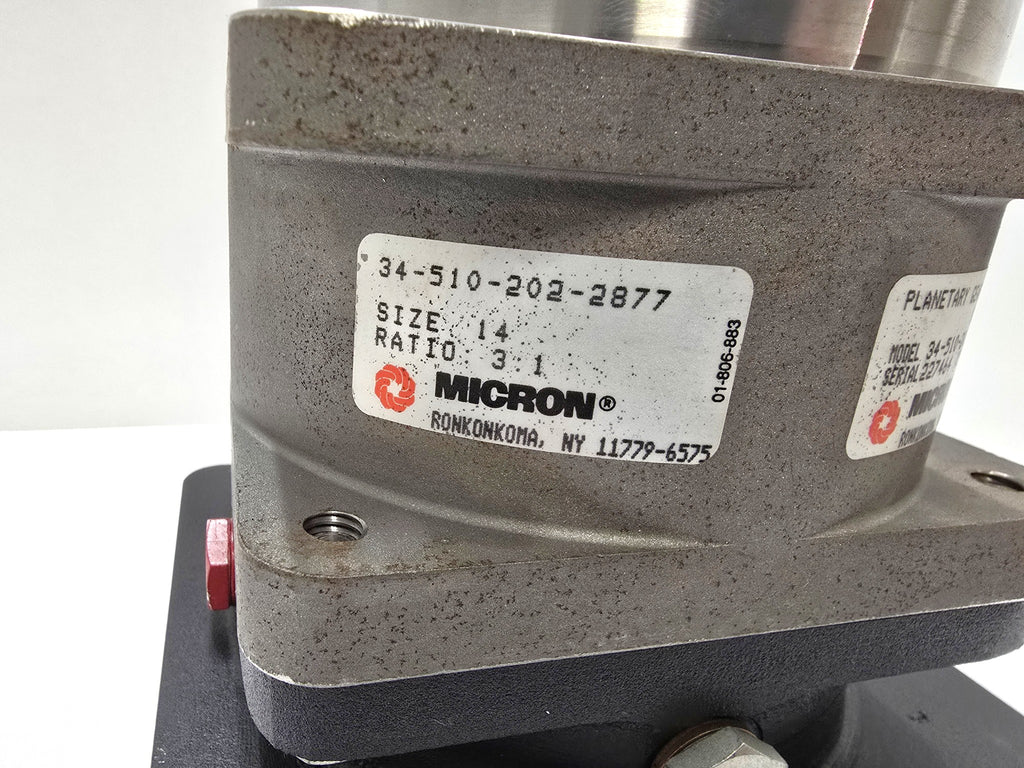 34-510-202-2877
SIZE. 14
RATIO. 3:1
MICRON®
RONKONKOMA, NY 11779-6575
01-806-883
PLANETARY
MODEL 34-510-
SERIAL
MICRON